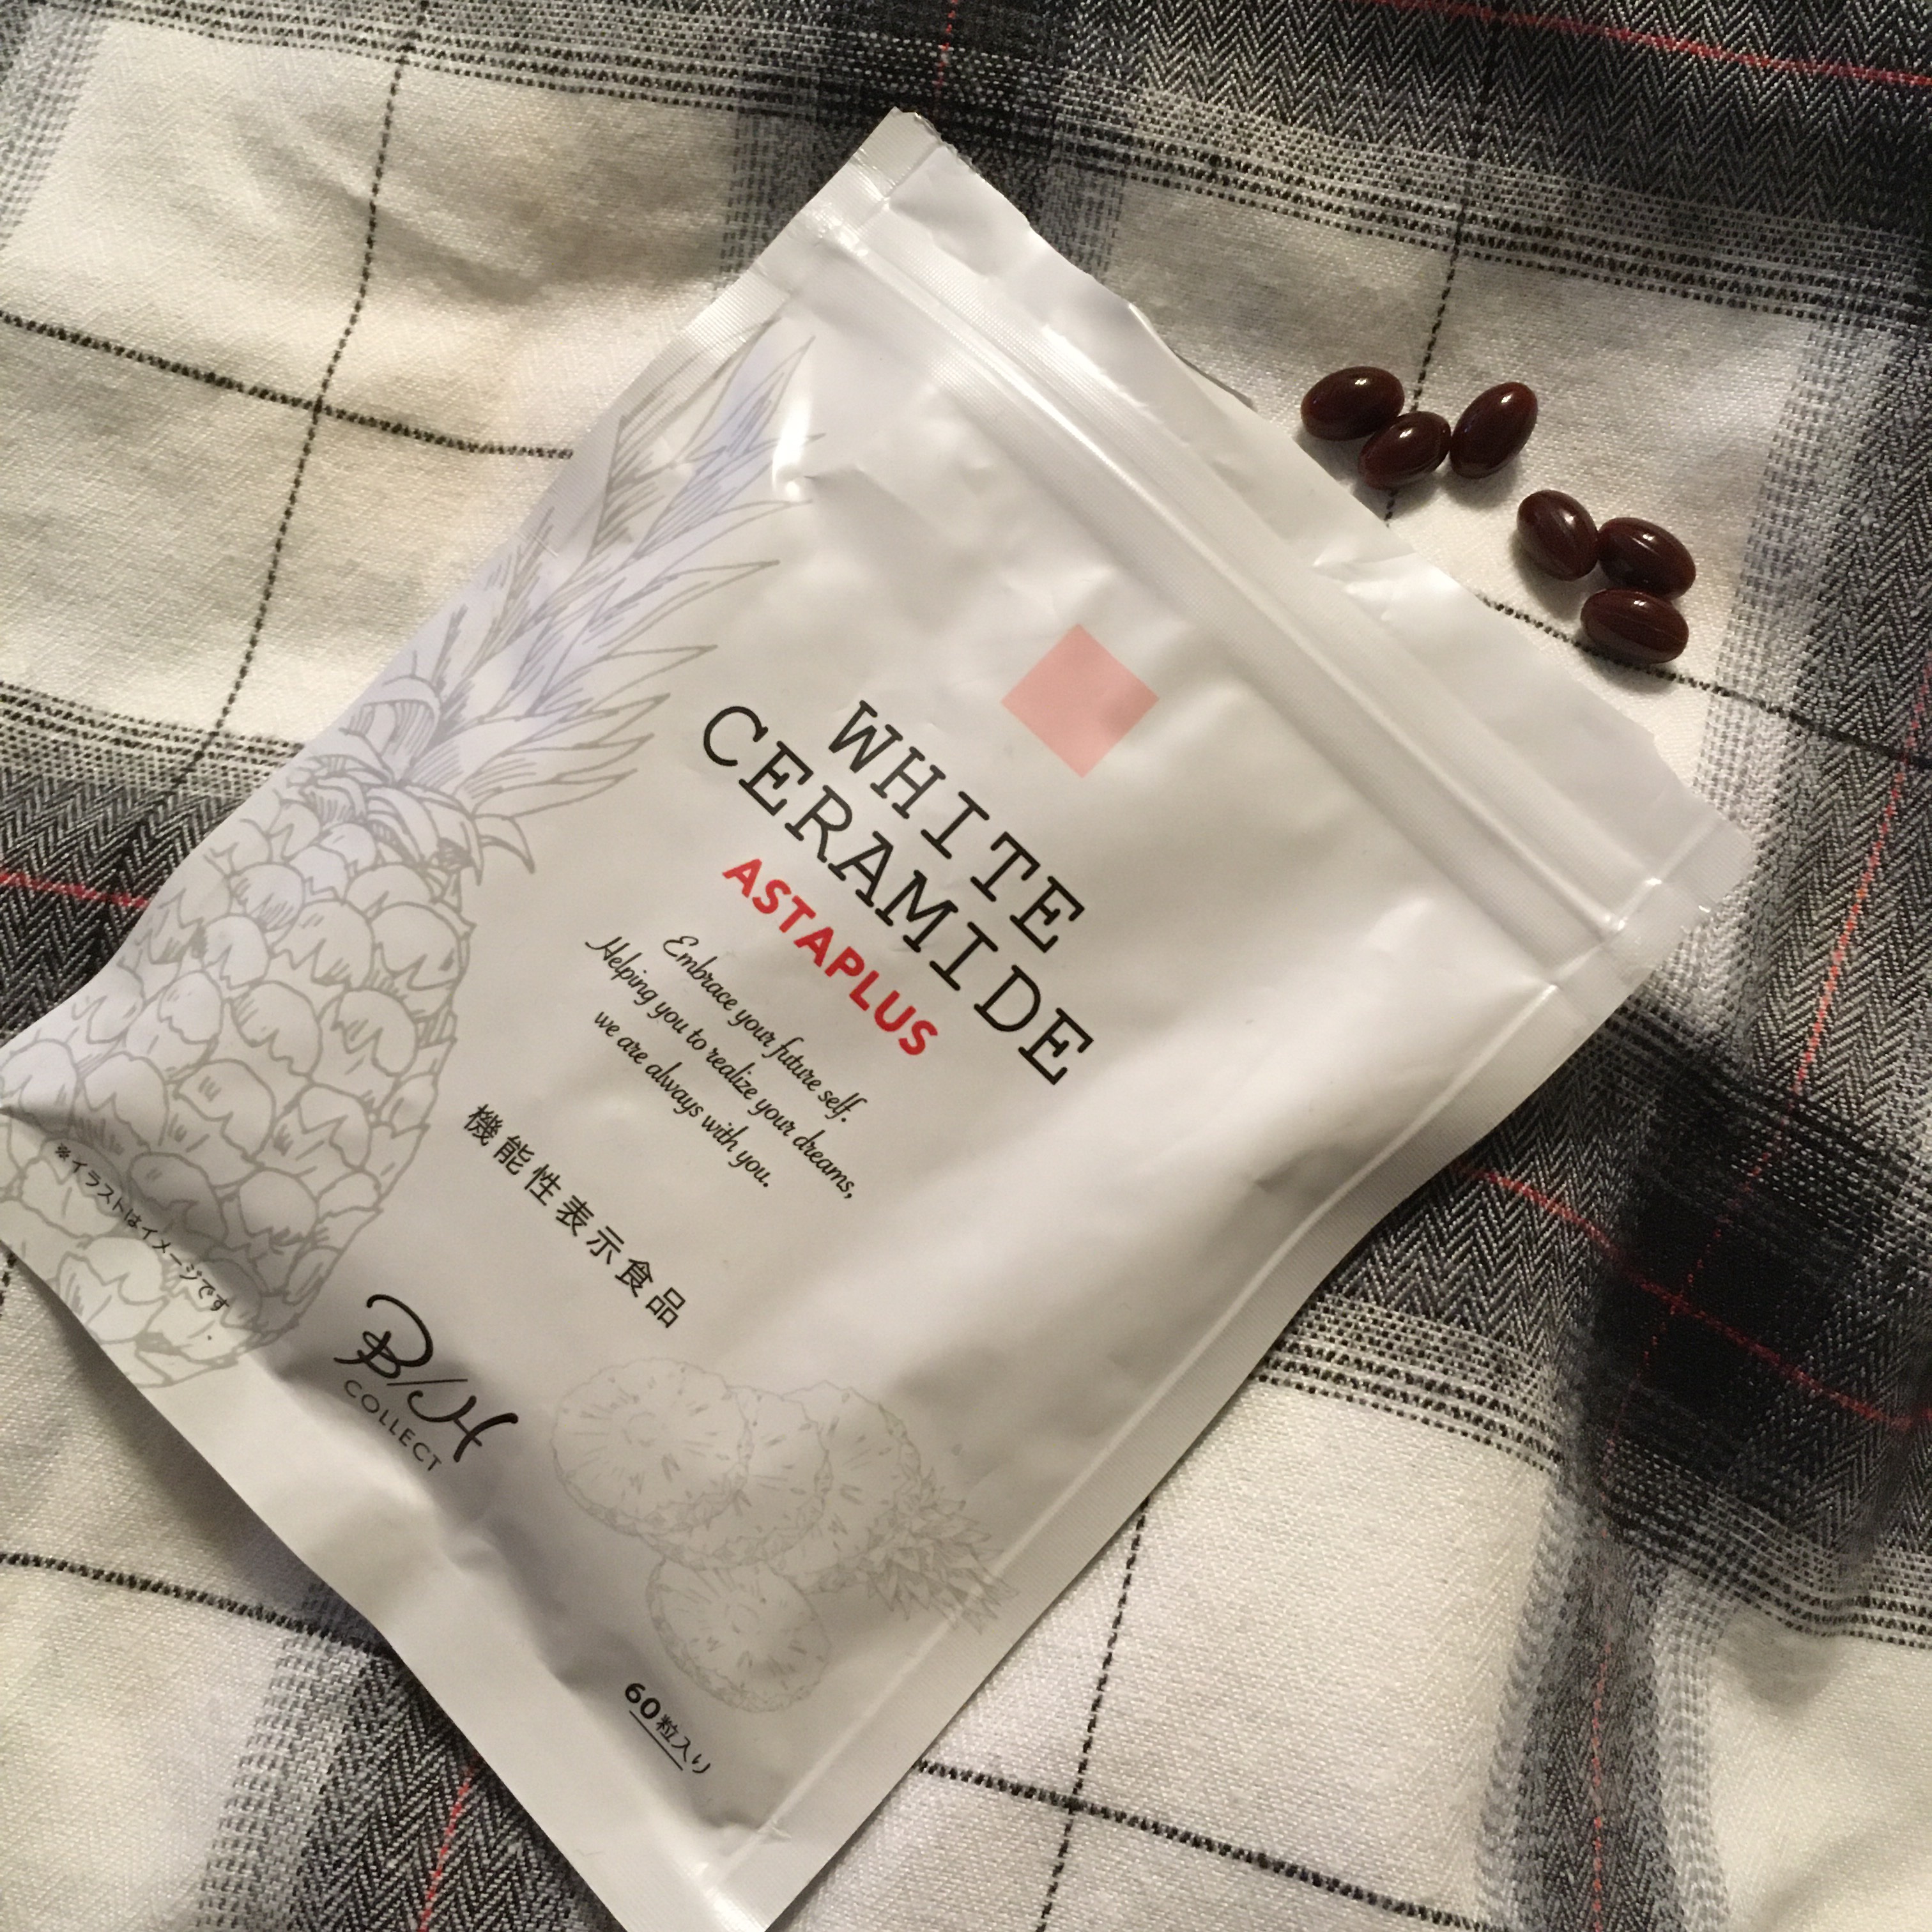 WHITE
CERAMIDE
ASTAPLUS
Embrace your future self.
Helping you to realize your dreams,
we are always with you.
機能性表示食品
※イラストはイメージです.
B/H
COLLECT
60粒入り